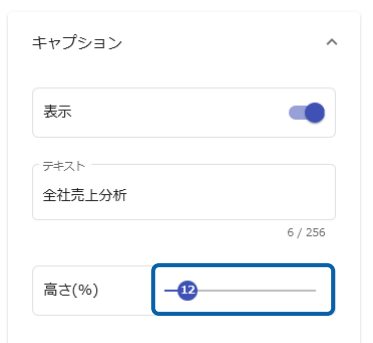 キャプション
表示
テキスト
全社売上分析
6 / 256
高さ(%)
12